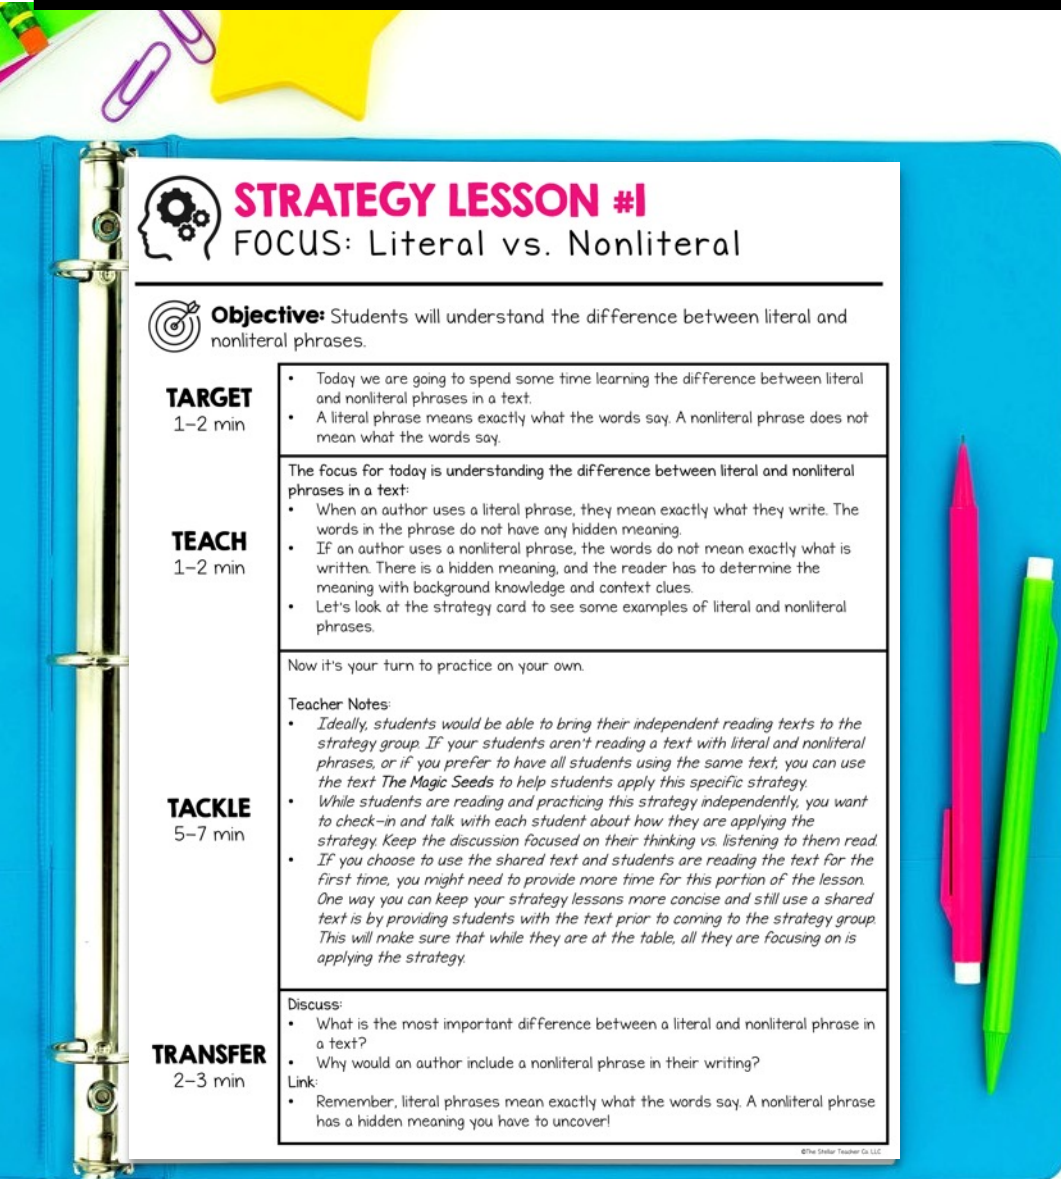 STRATEGY LESSON #1
FOCUS: Literal vs. Nonliteral
Objective: Students will understand the difference between literal and
nonliteral phrases.
TARGET
1-2 min
• Today we are going to spend some time learning the difference between literal
and nonliteral phrases in a text.
• A literal phrase means exactly what the words say. A nonliteral phrase does not
mean what the words say.
TEACH
1-2 min
The focus for today is understanding the difference between literal and nonliteral
phrases in a text:
• When an author uses a literal phrase, they mean exactly what they write. The
words in the phrase do not have any hidden meaning.
• If an author uses a nonliteral phrase, the words do not mean exactly what is
written. There is a hidden meaning, and the reader has to determine the
meaning with background knowledge and context clues.
• Let's look at the strategy card to see some examples of literal and nonliteral
phrases.
TACKLE
5-7 min
Now it's your turn to practice on your own.
Teacher Notes:
• Ideally, students would be able to bring their independent reading texts to the
strategy group. If your students aren't reading a text with literal and nonliteral
phrases, or if you prefer to have all students using the same text, you can use
the text The Magic Seeds to help students apply this specific strategy.
• While students are reading and practicing this strategy independently, you want
to check-in and talk with each student about how they are applying the
strategy. Keep the discussion focused on their thinking vs. listening to them read.
• If you choose to use the shared text and students are reading the text for the
first time, you might need to provide more time for this portion of the lesson.
One way you can keep your strategy lessons more concise and still use a shared
text is by providing students with the text prior to coming to the strategy group.
This will make sure that while they are at the table, all they are focusing on is
applying the strategy.
TRANSFER
2-3 min
Discuss:
• What is the most important difference between a literal and nonliteral phrase in
a text?
• Why would an author include a nonliteral phrase in their writing?
Link:
• Remember, literal phrases mean exactly what the words say. A nonliteral phrase
has a hidden meaning you have to uncover!
©The Stellar Teacher Co. LLC